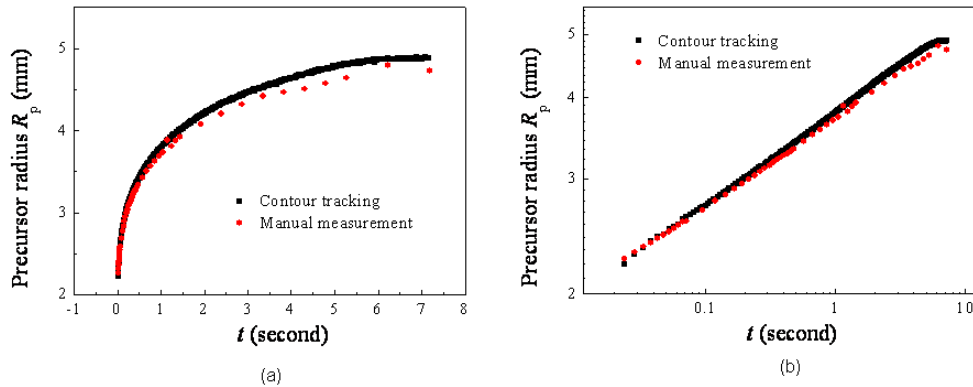 Precursor radius Rp (mm)
5
4
3
2
Contour tracking
Manual measurement
-1 0 1 2 3 4 5 6 7 8
t (second)
(a)
Precursor radius Rp (mm)
5
4
3
2
Contour tracking
Manual measurement
0.1 1 10
t (second)
(b)